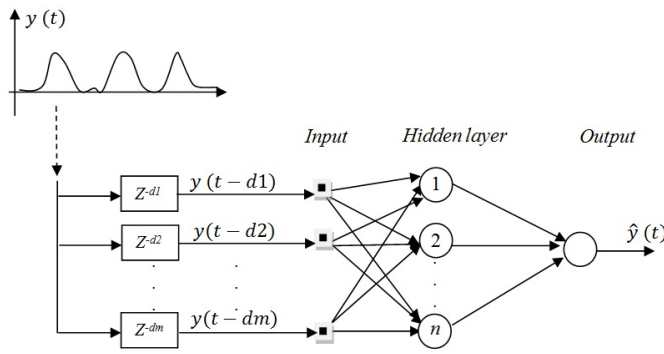 y (t)
Input
Hidden layer
Output
Z-d1
y (t − d1)
1
Z-d2
y(t − d2)
2
ŷ (t)
Z-dm
y(t − dm)
n